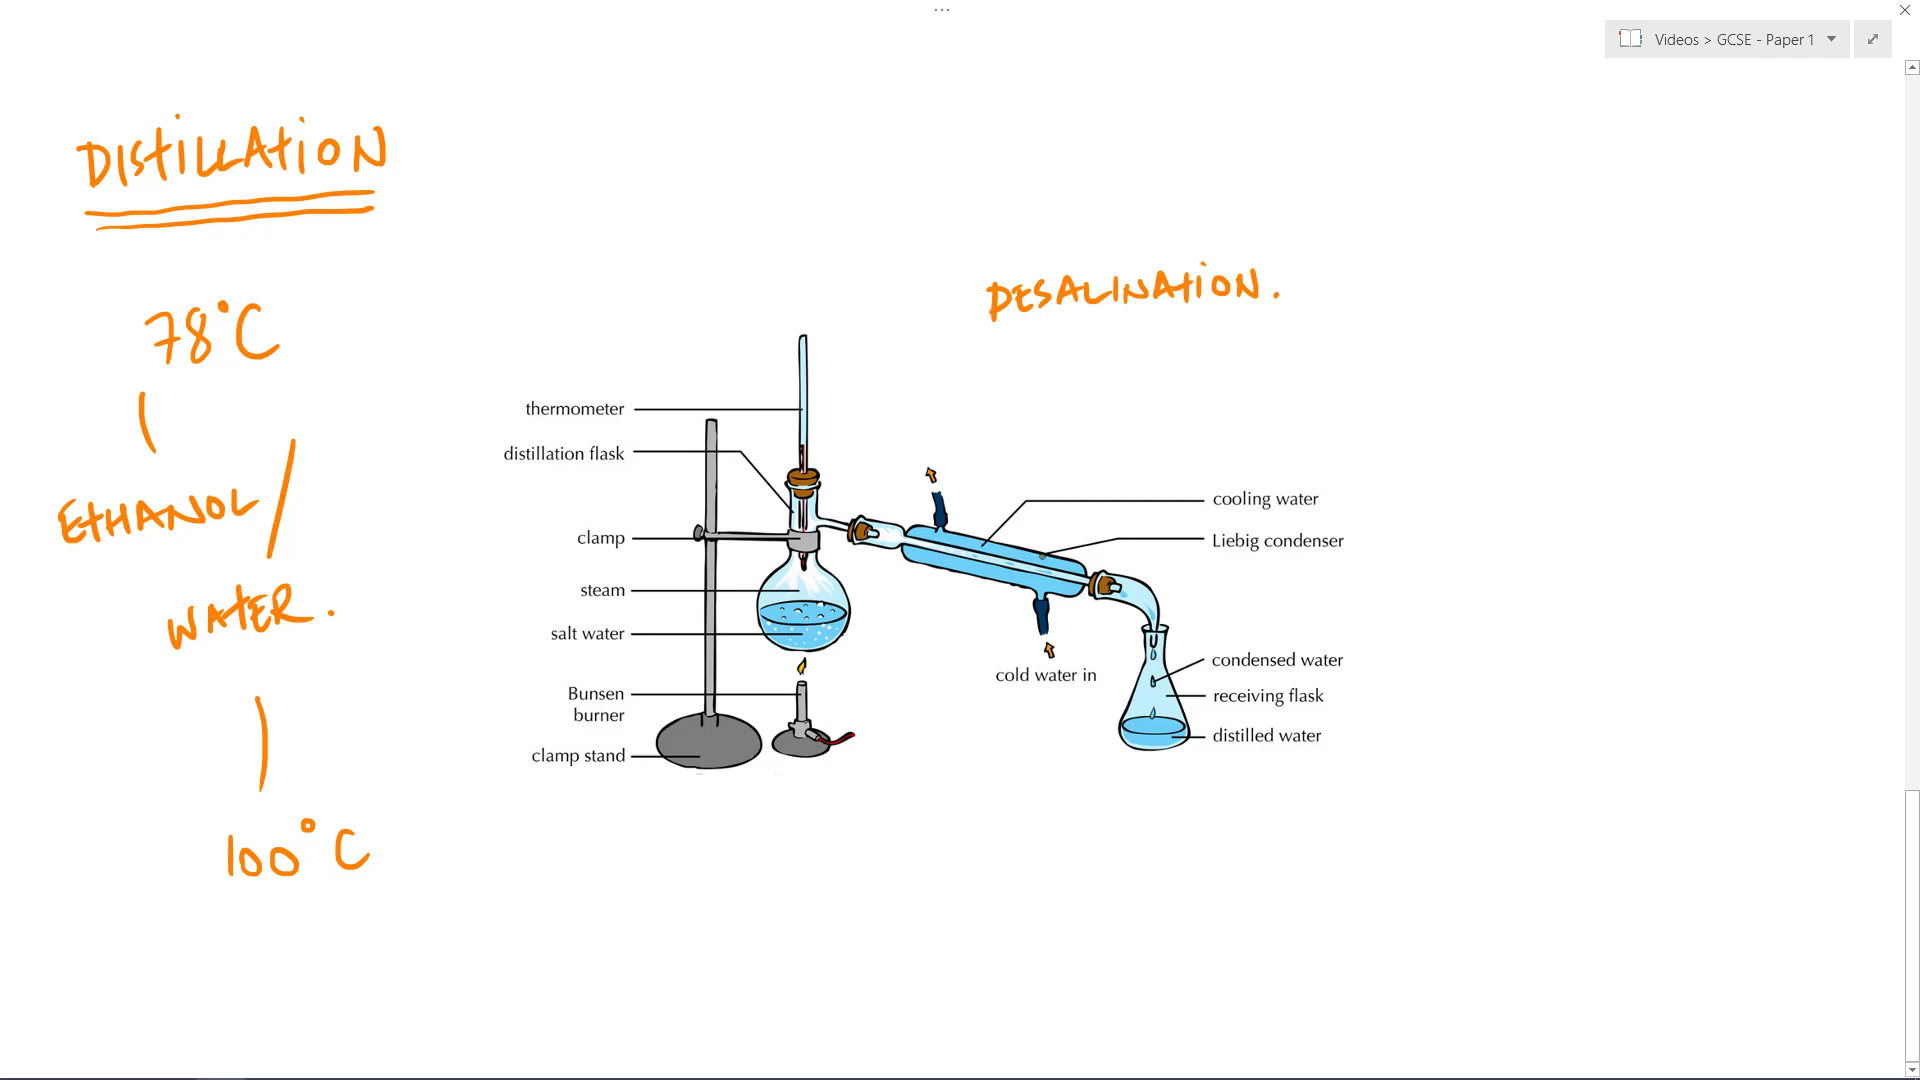 ...
Videos > GCSE - Paper 1
DISTILLATION
78°C
ETHANOL/
WATER.
100°C
DESALINATION.
thermometer
distillation flask
clamp
steam
salt water
Bunsen
burner
clamp stand
cooling water
Liebig condenser
cold water in
condensed water
receiving flask
distilled water